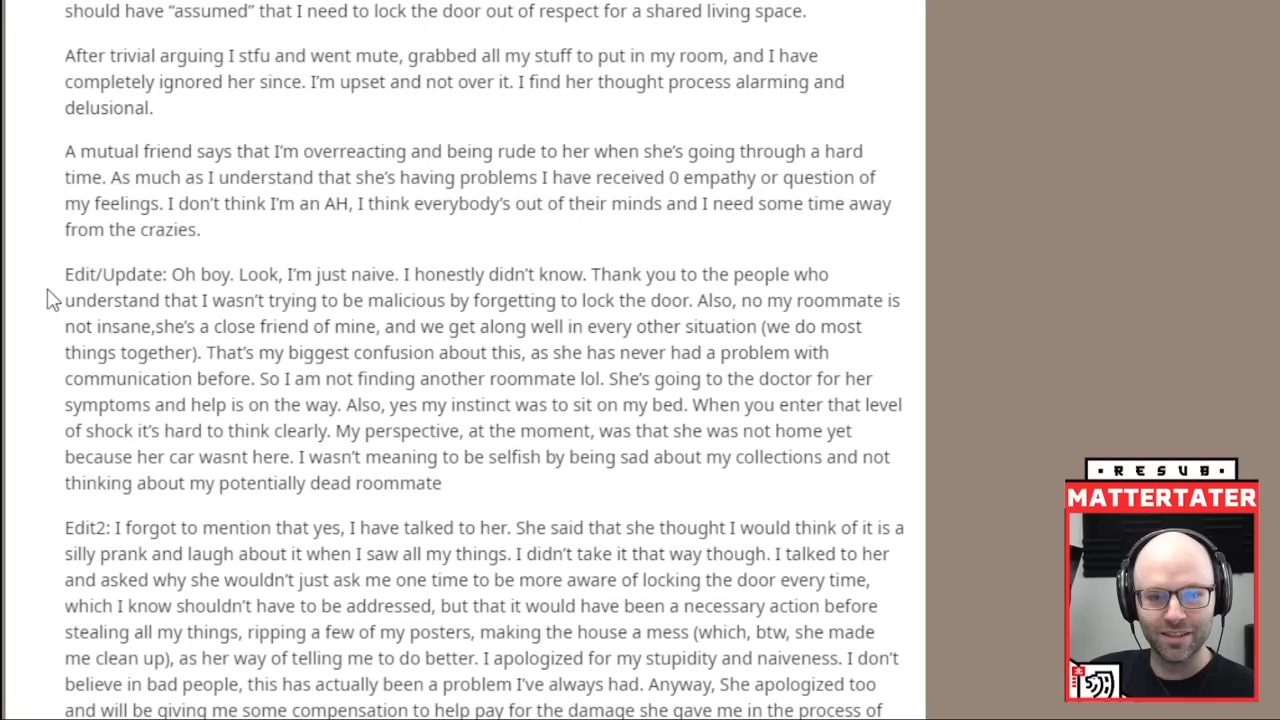 should have “assumed” that I need to lock the door out of respect for a shared living space.
After trivial arguing I stfu and went mute, grabbed all my stuff to put in my room, and I have
completely ignored her since. I’m upset and not over it. I find her thought process alarming and
delusional.
A mutual friend says that I’m overreacting and being rude to her when she’s going through a hard
time. As much as I understand that she’s having problems I have received 0 empathy or question of
my feelings. I don’t think I’m an AH, I think everybody’s out of their minds and I need some time away
from the crazies.
Edit/Update: Oh boy. Look, I’m just naive. I honestly didn’t know. Thank you to the people who
understand that I wasn’t trying to be malicious by forgetting to lock the door. Also, no my roommate is
not insane,she’s a close friend of mine, and we get along well in every other situation (we do most
things together). That’s my biggest confusion about this, as she has never had a problem with
communication before. So I am not finding another roommate lol. She’s going to the doctor for her
symptoms and help is on the way. Also, yes my instinct was to sit on my bed. When you enter that level
of shock it’s hard to think clearly. My perspective, at the moment, was that she was not home yet
because her car wasnt here. I wasn’t meaning to be selfish by being sad about my collections and not
thinking about my potentially dead roommate
Edit2: I forgot to mention that yes, I have talked to her. She said that she thought I would think of it is a
silly prank and laugh about it when I saw all my things. I didn’t take it that way though. I talked to her
and asked why she wouldn’t just ask me one time to be more aware of locking the door every time,
which I know shouldn’t have to be addressed, but that it would have been a necessary action before
stealing all my things, ripping a few of my posters, making the house a mess (which, btw, she made
me clean up), as her way of telling me to do better. I apologized for my stupidity and naiveness. I don’t
believe in bad people, this has actually been a problem I’ve always had. Anyway, She apologized too
and will be giving me some compensation to help pay for the damage she gave me in the process of
RESUB
MATTERTATER